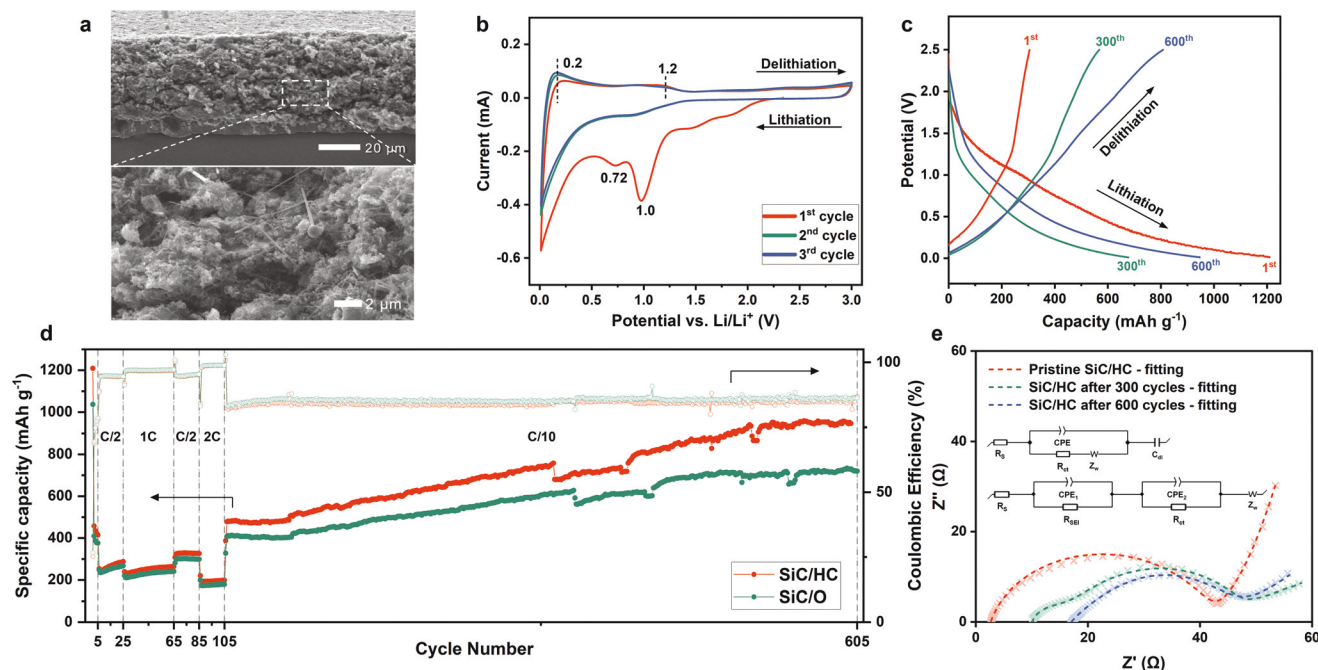 a
20 µm
2 µm
b
Current (mA)
0.4
0.2
0.0
-0.2
-0.4
-0.6
0.2
1.2
Delithiation
Lithiation
0.72
1.0
1st cycle
2nd cycle
3rd cycle
0.0 0.5 1.0 1.5 2.0 2.5 3.0
Potential vs. Li/Li+ (V)
c
Potential (V)
2.5
2.0
1.5
1.0
0.5
0.0
1st
300th
600th
Delithiation
Lithiation
300th
600th
1st
0 200 400 600 800 1000 1200
Capacity (mAh g-1)
d
Specific capacity (mAh g-1)
1200
1000
800
600
400
200
0
C/2 1C C/2 2C C/10
SiC/HC
SiC/O
5 25 65 85 105 605
Cycle Number
100
50
0
Coulombic Efficiency (%)
e
Z'' (Ω)
60
40
20
0
Pristine SiC/HC - fitting
SiC/HC after 300 cycles - fitting
SiC/HC after 600 cycles - fitting
CPE
RS Rct Zw Cdl
CPE1 CPE2
RS RSEI Rct Zw
0 20 40 60
Z' (Ω)